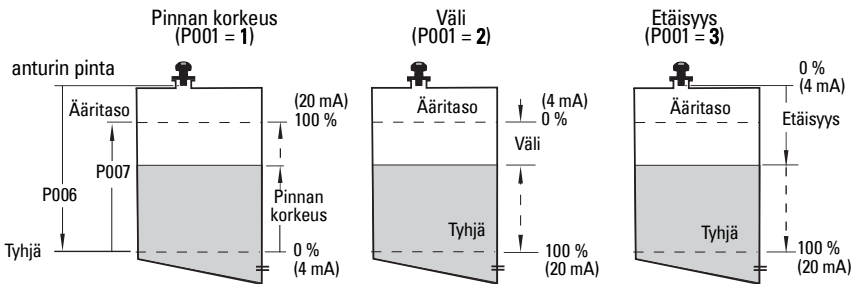 Pinnan korkeus
(P001 = 1)
anturin pinta
Ääritaso
(20 mA)
100 %
P007
P006
Pinnan
korkeus
Tyhjä
0 %
(4 mA)
Väli
(P001 = 2)
Ääritaso
(4 mA)
0 %
Väli
Tyhjä
100 %
(20 mA)
Etäisyys
(P001 = 3)
0 %
(4 mA)
Ääritaso
Etäisyys
Tyhjä
100 %
(20 mA)